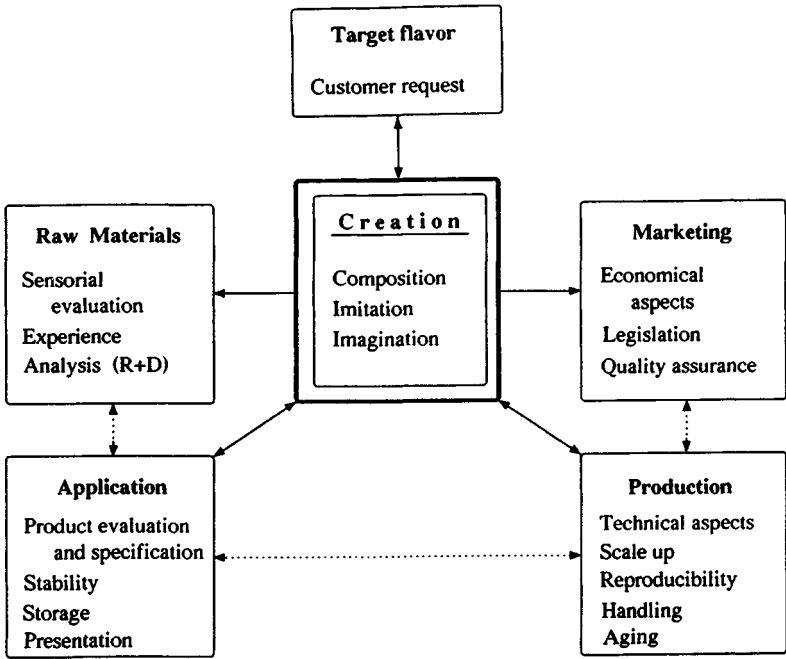 Target flavor
Customer request
Creation
Composition
Imitation
Imagination
Raw Materials
Sensorial
evaluation
Experience
Analysis (R+D)
Marketing
Economical
aspects
Legislation
Quality assurance
Application
Product evaluation
and specification
Stability
Storage
Presentation
Production
Technical aspects
Scale up
Reproducibility
Handling
Aging